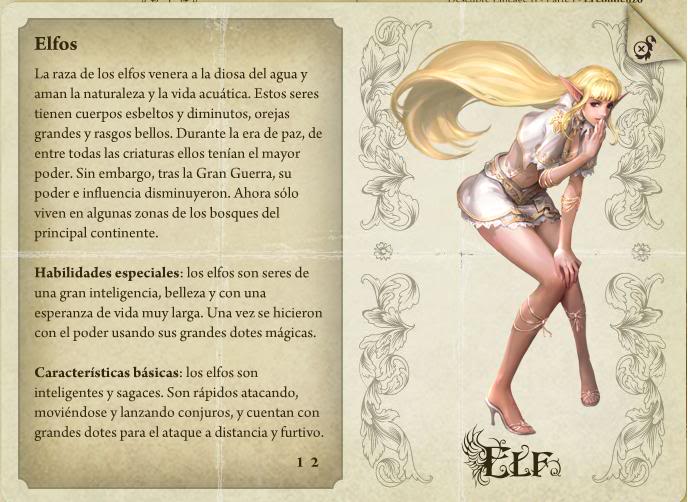 Descubre Lineage II - Parte I - El comienzo
Elfos
La raza de los elfos venera a la diosa del agua y
aman la naturaleza y la vida acuática. Estos seres
tienen cuerpos esbeltos y diminutos, orejas
grandes y rasgos bellos. Durante la era de paz, de
entre todas las criaturas ellos tenían el mayor
poder. Sin embargo, tras la Gran Guerra, su
poder e influencia disminuyeron. Ahora sólo
viven en algunas zonas de los bosques del
principal continente.
Habilidades especiales: los elfos son seres de
una gran inteligencia, belleza y con una
esperanza de vida muy larga. Una vez se hicieron
con el poder usando sus grandes dotes mágicas.
Características básicas: los elfos son
inteligentes y sagaces. Son rápidos atacando,
moviéndose y lanzando conjuros, y cuentan con
grandes dotes para el ataque a distancia y furtivo.
1 2
ELF